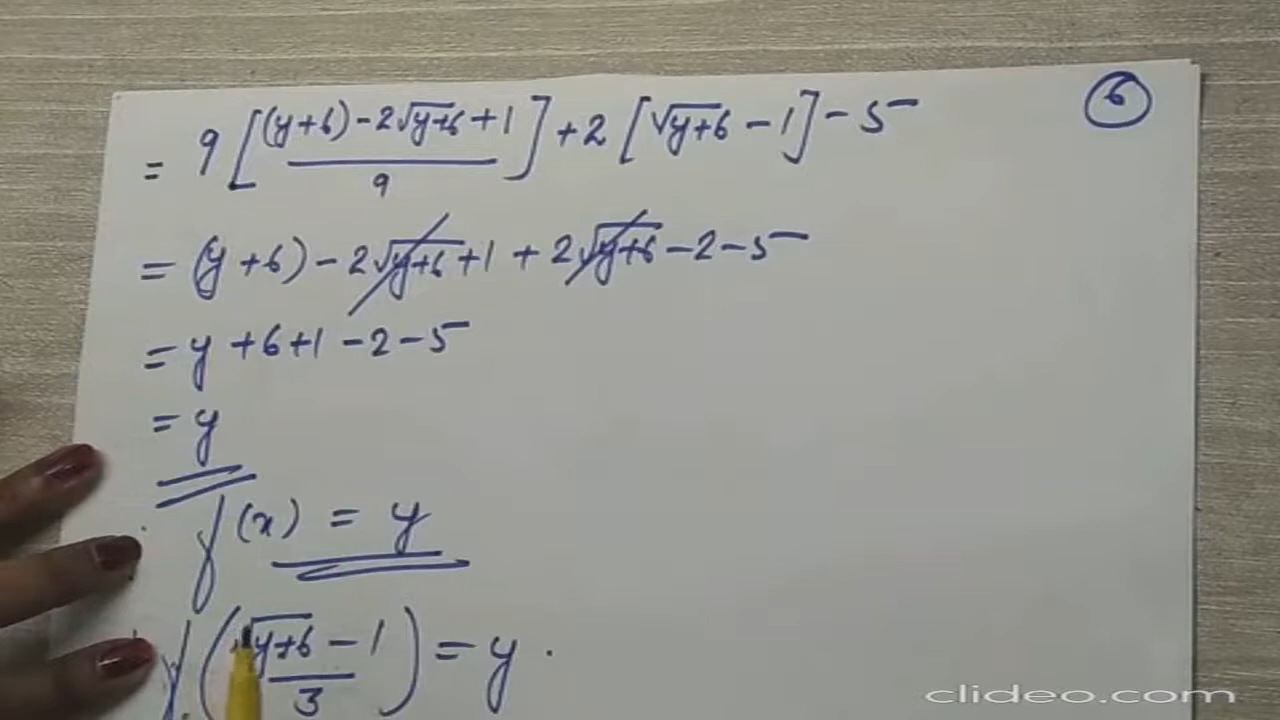 6
= 9 [ ((y+6) - 2√y+6 + 1) / 9 ] + 2 [√y+6 - 1] - 5
= (y+6) - 2√y+6 + 1 + 2√y+6 - 2 - 5
= y + 6 + 1 - 2 - 5
= y
f(x) = y
f ( (√y+6 - 1) / 3 ) = y .
clideo.com